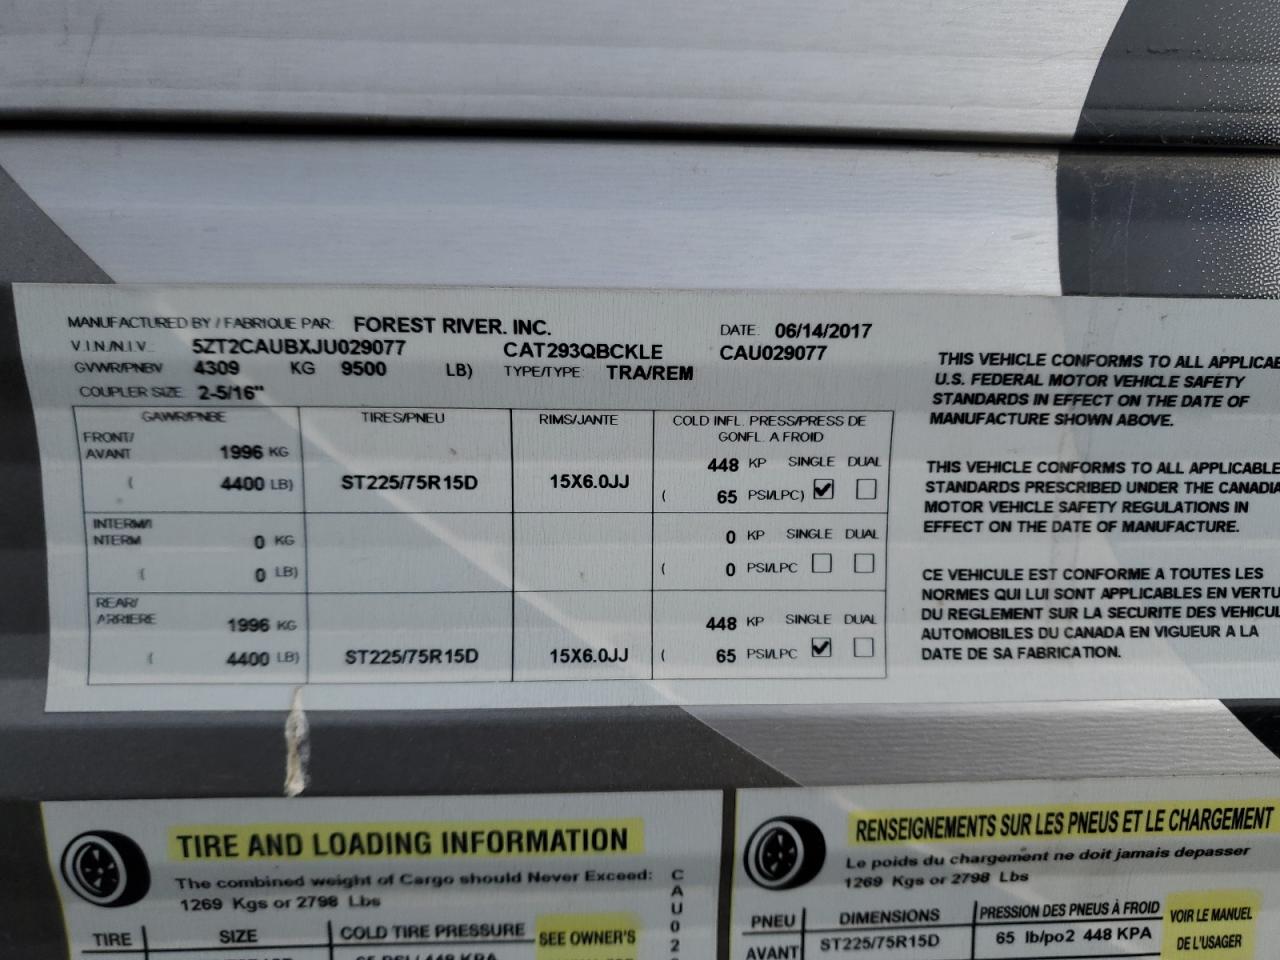 MANUFACTURED BY / FABRIQUE PAR: FOREST RIVER. INC. DATE: 06/14/2017
V.I.N/N.I.V. 5ZT2CAUBXJU029077 CAT293QBCKLE CAU029077
GVWR/PNBV 4309 KG 9500 LB) TYPE/TYPE: TRA/REM
COUPLER SIZE 2-5/16"
GAWR/PNBE TIRES/PNEU RIMS/JANTE COLD INFL. PRESS/PRESS DE
GONFL. A FROID
FRONT/
AVANT 1996 KG 448 KP SINGLE DUAL
( 4400 LB) ST225/75R15D 15X6.0JJ ( 65 PSI/LPC)
INTERM/I
NTERM 0 KG 0 KP SINGLE DUAL
( 0 LB) ( 0 PSI/LPC
REAR/
ARRIERE 1996 KG 448 KP SINGLE DUAL
( 4400 LB) ST225/75R15D 15X6.0JJ ( 65 PSI/LPC
THIS VEHICLE CONFORMS TO ALL APPLICABLE
U.S. FEDERAL MOTOR VEHICLE SAFETY
STANDARDS IN EFFECT ON THE DATE OF
MANUFACTURE SHOWN ABOVE.
THIS VEHICLE CONFORMS TO ALL APPLICABLE
STANDARDS PRESCRIBED UNDER THE CANADIA
MOTOR VEHICLE SAFETY REGULATIONS IN
EFFECT ON THE DATE OF MANUFACTURE.
CE VEHICULE EST CONFORME A TOUTES LES
NORMES QUI LUI SONT APPLICABLES EN VERTU
DU REGLEMENT SUR LA SECURITE DES VEHICUL
AUTOMOBILES DU CANADA EN VIGUEUR A LA
DATE DE SA FABRICATION.
TIRE AND LOADING INFORMATION
The combined weight of Cargo should Never Exceed:
1269 Kgs or 2798 Lbs
TIRE SIZE COLD TIRE PRESSURE SEE OWNER'S
CAU02
RENSEIGNEMENTS SUR LES PNEUS ET LE CHARGEMENT
Le poids du chargement ne doit jamais depasser
1269 Kgs or 2798 Lbs
PNEU DIMENSIONS PRESSION DES PNEUS À FROID VOIR LE MANUEL
AVANT ST225/75R15D 65 lb/po2 448 KPA DE L'USAGER